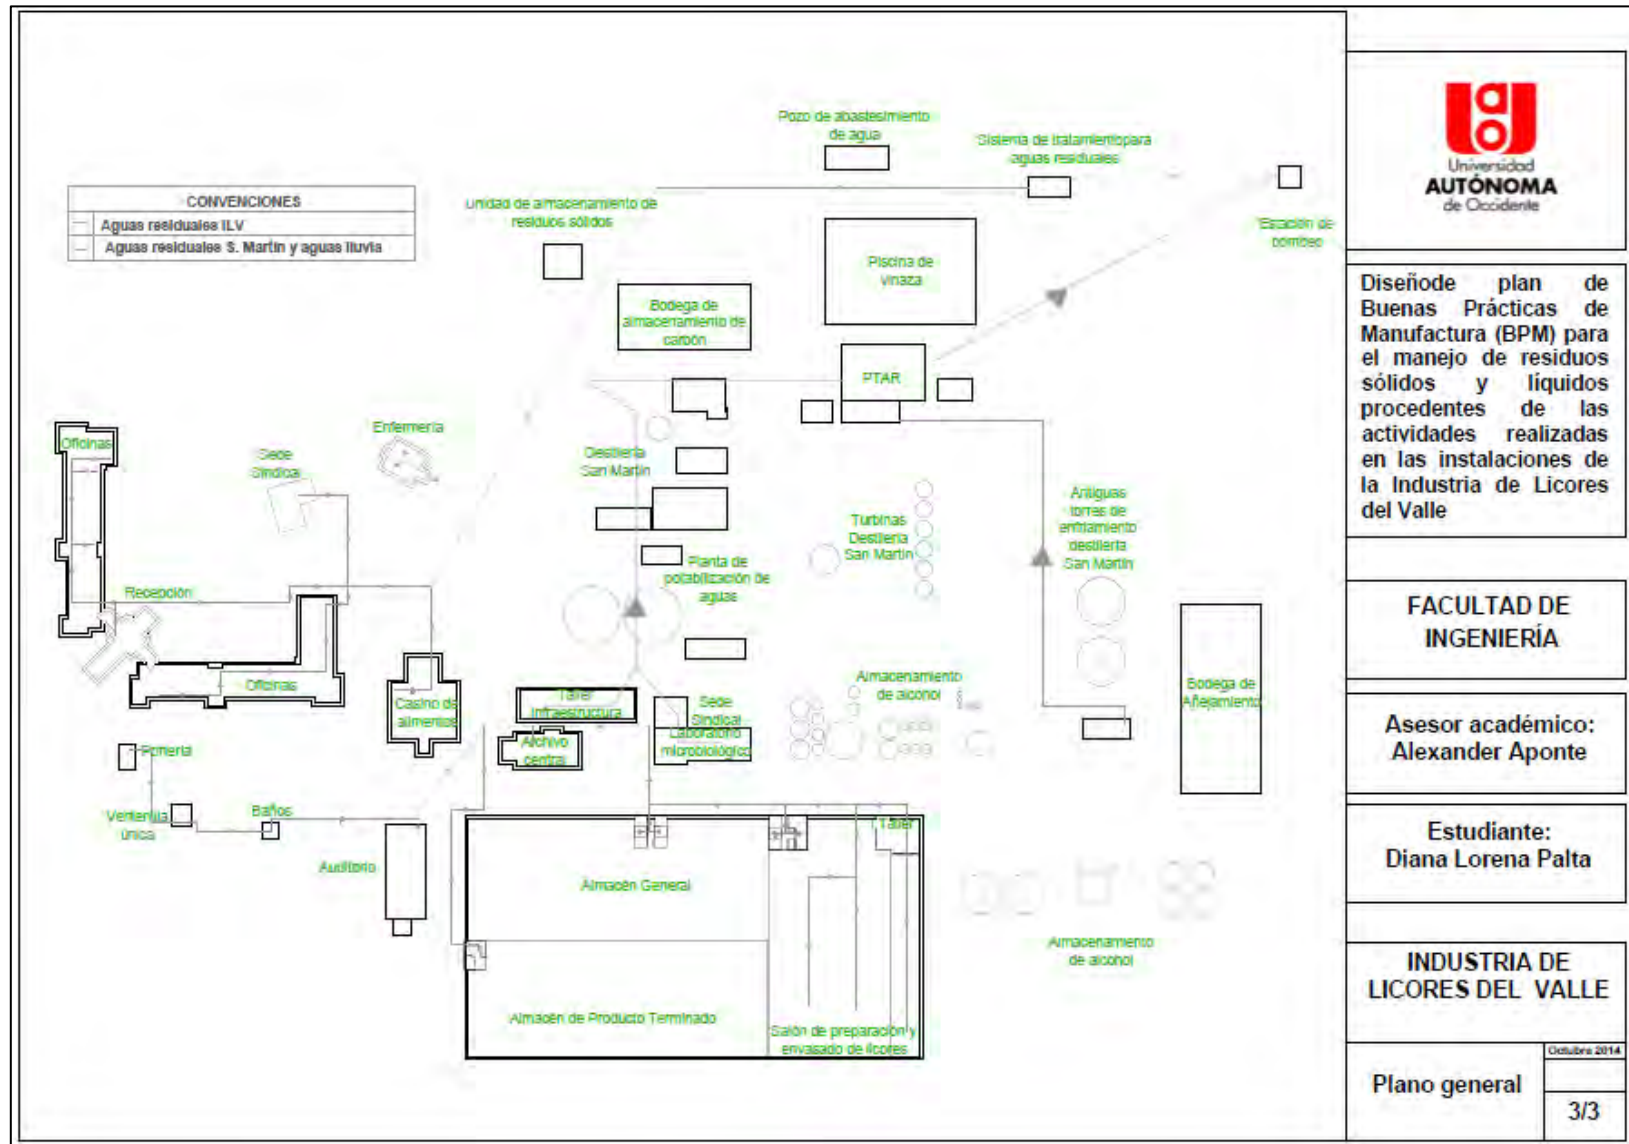 CONVENCIONES
Aguas residuales ILV
Aguas residuales S. Martín y aguas lluvia
Pozo de abastesimiento
de agua
Sistema de tratamientopara
aguas residuales
Unidad de almacenamiento de
residuos sólidos
Estación de
bombeo
Piscina de
vinaza
Bodega de
almacenamiento de
carbón
PTAR
Oficinas
Sede
Sindical
Enfermería
Destilería
San Martín
Turbinas
Destilería
San Martín
Antiguas
torres de
enfriamiento
destilería
San Martín
Planta de
potabilización de
aguas
Recepción
Oficinas
Casino de
alimentos
Taller
Infraestructura
Archivo
central
Sede
Sindical
Laboratorio
microbiológico
Almacenamiento
de alcohol
Bodega de
Añejamiento
Portería
Ventanilla
única
Baños
Auditorio
Almacén General
Taller
Almacén de Producto Terminado
Salón de preparación y
envasado de licores
Almacenamiento
de alcohol
Universidad
AUTÓNOMA
de Occidente
Diseñode plan de
Buenas Prácticas de
Manufactura (BPM) para
el manejo de residuos
sólidos y líquidos
procedentes de las
actividades realizadas
en las instalaciones de
la Industria de Licores
del Valle
FACULTAD DE
INGENIERÍA
Asesor académico:
Alexander Aponte
Estudiante:
Diana Lorena Palta
INDUSTRIA DE
LICORES DEL VALLE
Plano general
Octubre 2014
3/3